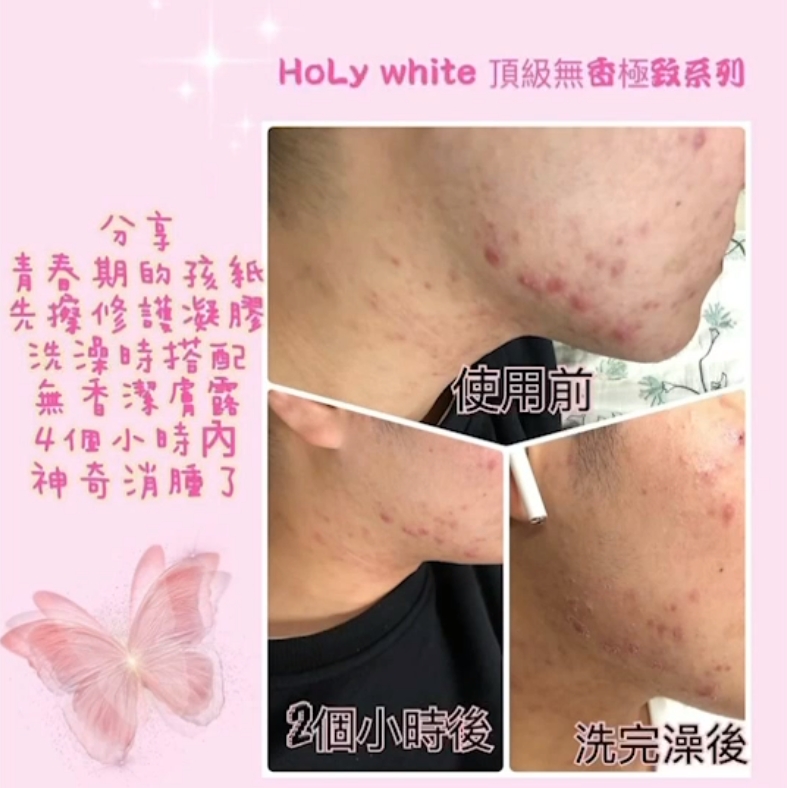 HoLy white 頂級無香極致系列
分享
青春期的孩紙
先擦修護凝膠
洗澡時搭配
無香潔膚露
4個小時內
神奇消腫了
使用前
2個小時後
洗完澡後